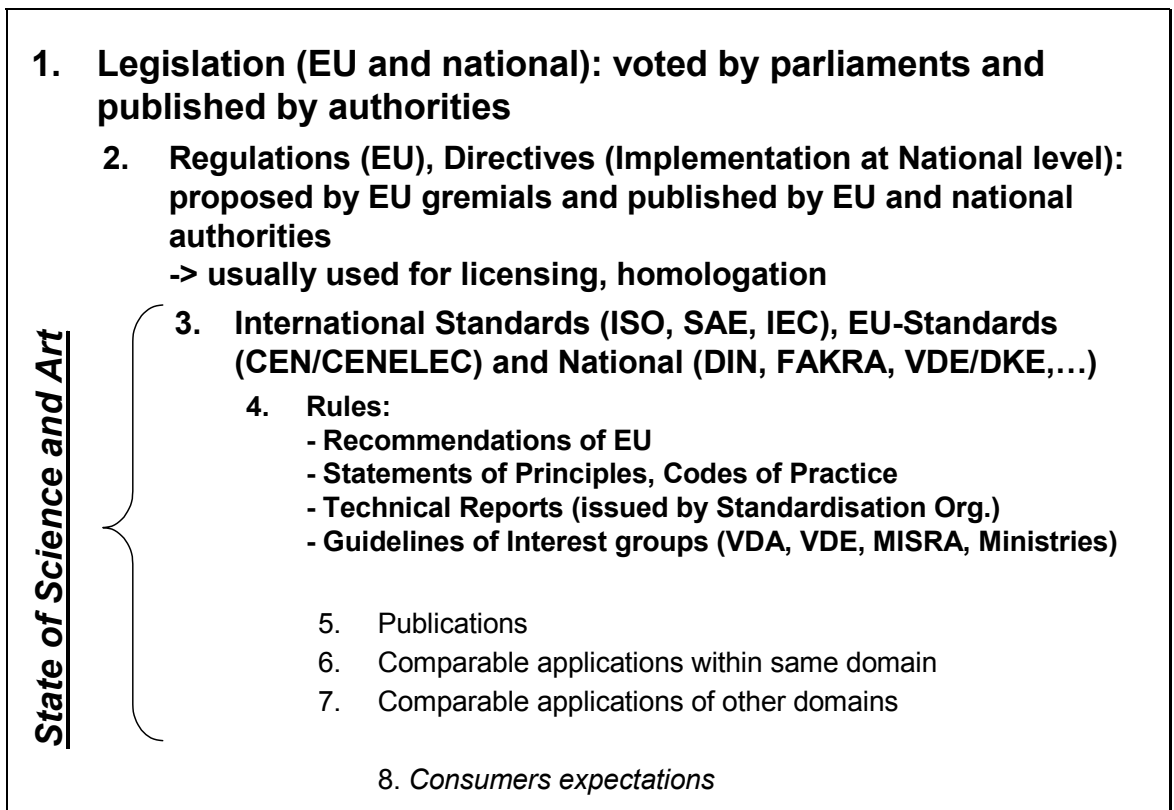 1. Legislation (EU and national): voted by parliaments and
published by authorities
2. Regulations (EU), Directives (Implementation at National level):
proposed by EU gremials and published by EU and national
authorities
-> usually used for licensing, homologation
State of Science and Art
3. International Standards (ISO, SAE, IEC), EU-Standards
(CEN/CENELEC) and National (DIN, FAKRA, VDE/DKE,…)
4. Rules:
- Recommendations of EU
- Statements of Principles, Codes of Practice
- Technical Reports (issued by Standardisation Org.)
- Guidelines of Interest groups (VDA, VDE, MISRA, Ministries)
5. Publications
6. Comparable applications within same domain
7. Comparable applications of other domains
8. Consumers expectations